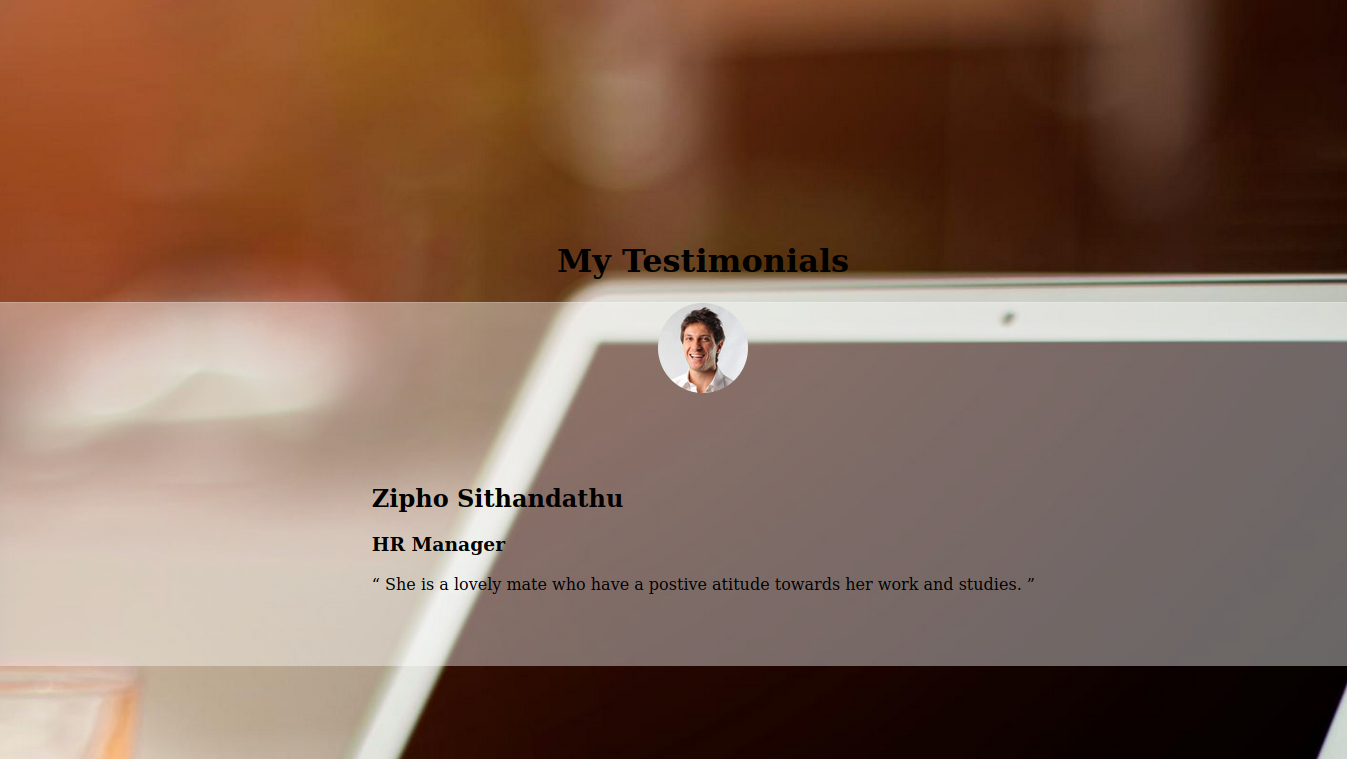 My Testimonials
Zipho Sithandathu
HR Manager
“ She is a lovely mate who have a postive atitude towards her work and studies. ”